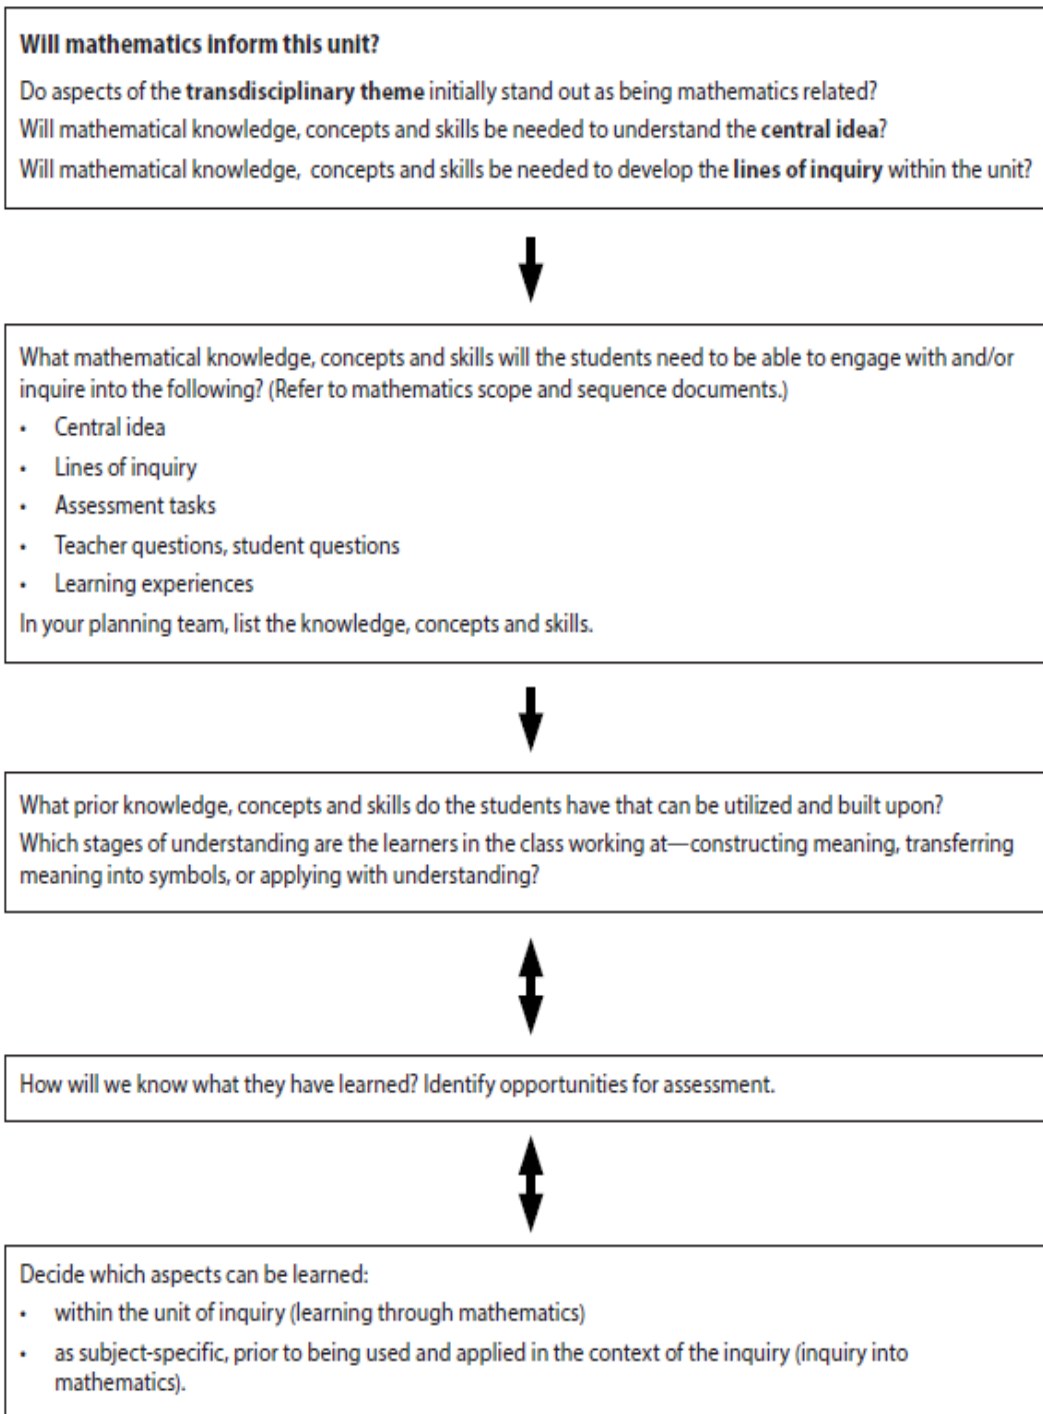 Will mathematics inform this unit?
Do aspects of the transdisciplinary theme initially stand out as being mathematics related?
Will mathematical knowledge, concepts and skills be needed to understand the central idea?
Will mathematical knowledge, concepts and skills be needed to develop the lines of inquiry within the unit?
What mathematical knowledge, concepts and skills will the students need to be able to engage with and/or
inquire into the following? (Refer to mathematics scope and sequence documents.)
• Central idea
• Lines of inquiry
• Assessment tasks
• Teacher questions, student questions
• Learning experiences
In your planning team, list the knowledge, concepts and skills.
What prior knowledge, concepts and skills do the students have that can be utilized and built upon?
Which stages of understanding are the learners in the class working at—constructing meaning, transferring
meaning into symbols, or applying with understanding?
How will we know what they have learned? Identify opportunities for assessment.
Decide which aspects can be learned:
• within the unit of inquiry (learning through mathematics)
• as subject-specific, prior to being used and applied in the context of the inquiry (inquiry into
mathematics).